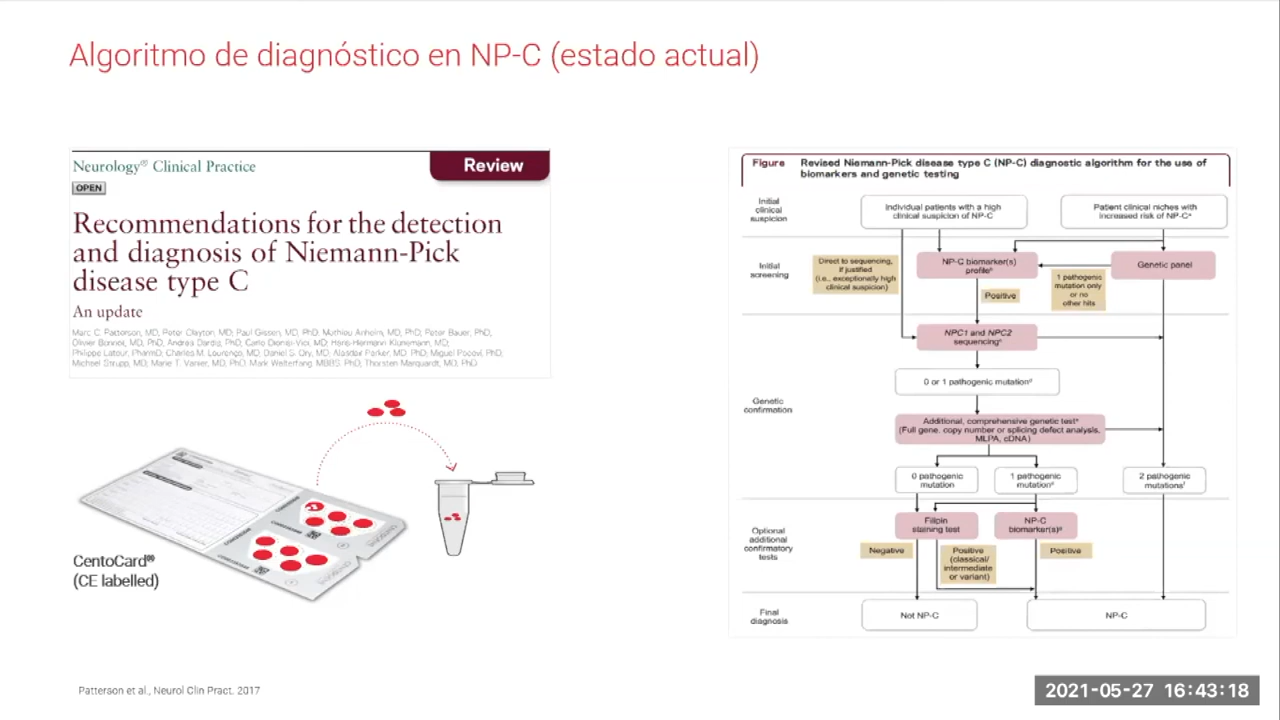 Algoritmo de diagnóstico en NP-C (estado actual)
Neurology® Clinical Practice
Review
OPEN
Recommendations for the detection
and diagnosis of Niemann-Pick
disease type C
An update
Marc C. Patterson, MD; Peter Clayton, MD; Paul Gissen, MD, PhD; Mathieu Anheim, MD, PhD; Peter Bauer, MD, PhD;
Olivier Bonnot, MD, PhD; Andrea Dardis, PhD; Carlo Dionisi-Vici, MD; Hans-Hermann Klünemann, MD;
Philippe Latour, PharmD; Charles M. Lourenço, MD; Daniel S. Ory, MD; Alasdair Parker, MD; Miguel Pocoví, PhD;
Michael Strupp, MD; Marie T. Vanier, MD, PhD; Mark Walterfang, MBBS, PhD; Thorsten Marquardt, MD, PhD
CentoCard®
(CE labelled)
Figure
Revised Niemann-Pick disease type C (NP-C) diagnostic algorithm for the use of
biomarkers and genetic testing
Initial
clinical
suspicion
Individual patients with a high
clinical suspicion of NP-C
Patient clinical niches with
increased risk of NP-Cᵃ
Initial
screening
Direct to sequencing,
if justified
(i.e., exceptionally high
clinical suspicion)
NP-C biomarker(s)
profileᵇ
Positive
1 pathogenic
mutation only
or no
other hits
Genetic panel
NPC1 and NPC2
sequencingᶜ
0 or 1 pathogenic mutationᵈ
Genetic
confirmation
Additional, comprehensive genetic testᵉ
(Full gene, copy number or splicing defect analysis,
MLPA, cDNA)
0 pathogenic
mutation
1 pathogenic
mutationᵈ
2 pathogenic
mutationsᶠ
Optional
additional
confirmatory
tests
Filipin
staining test
NP-C
biomarker(s)ᵍ
Negative
Positive
(classical/
intermediate
or variant)
Positive
Final
diagnosis
Not NP-C
NP-C
Patterson et al., Neurol Clin Pract. 2017
2021-05-27 16:43:18